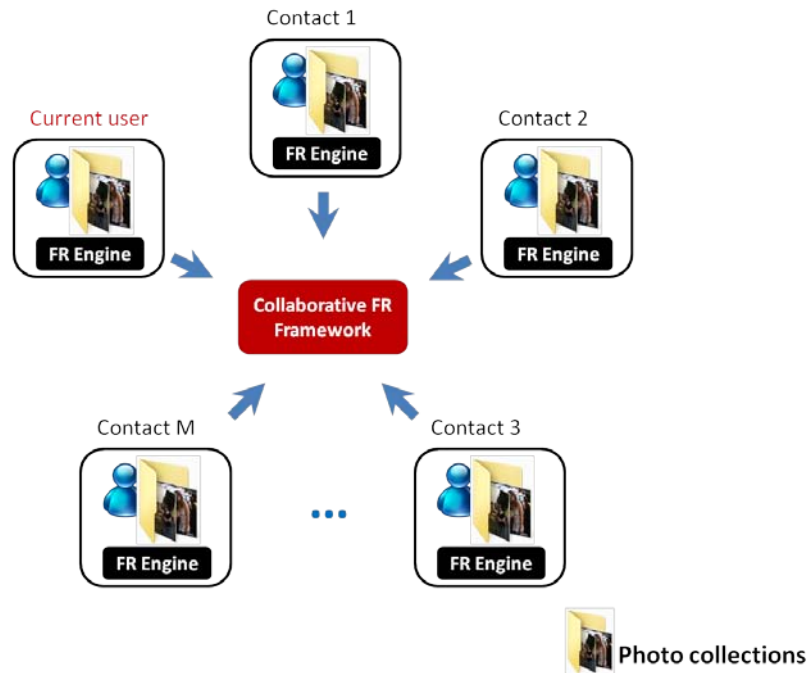 Contact 1
FR Engine
Current user
FR Engine
Contact 2
FR Engine
Collaborative FR
Framework
Contact M
FR Engine
...
Contact 3
FR Engine
Photo collections